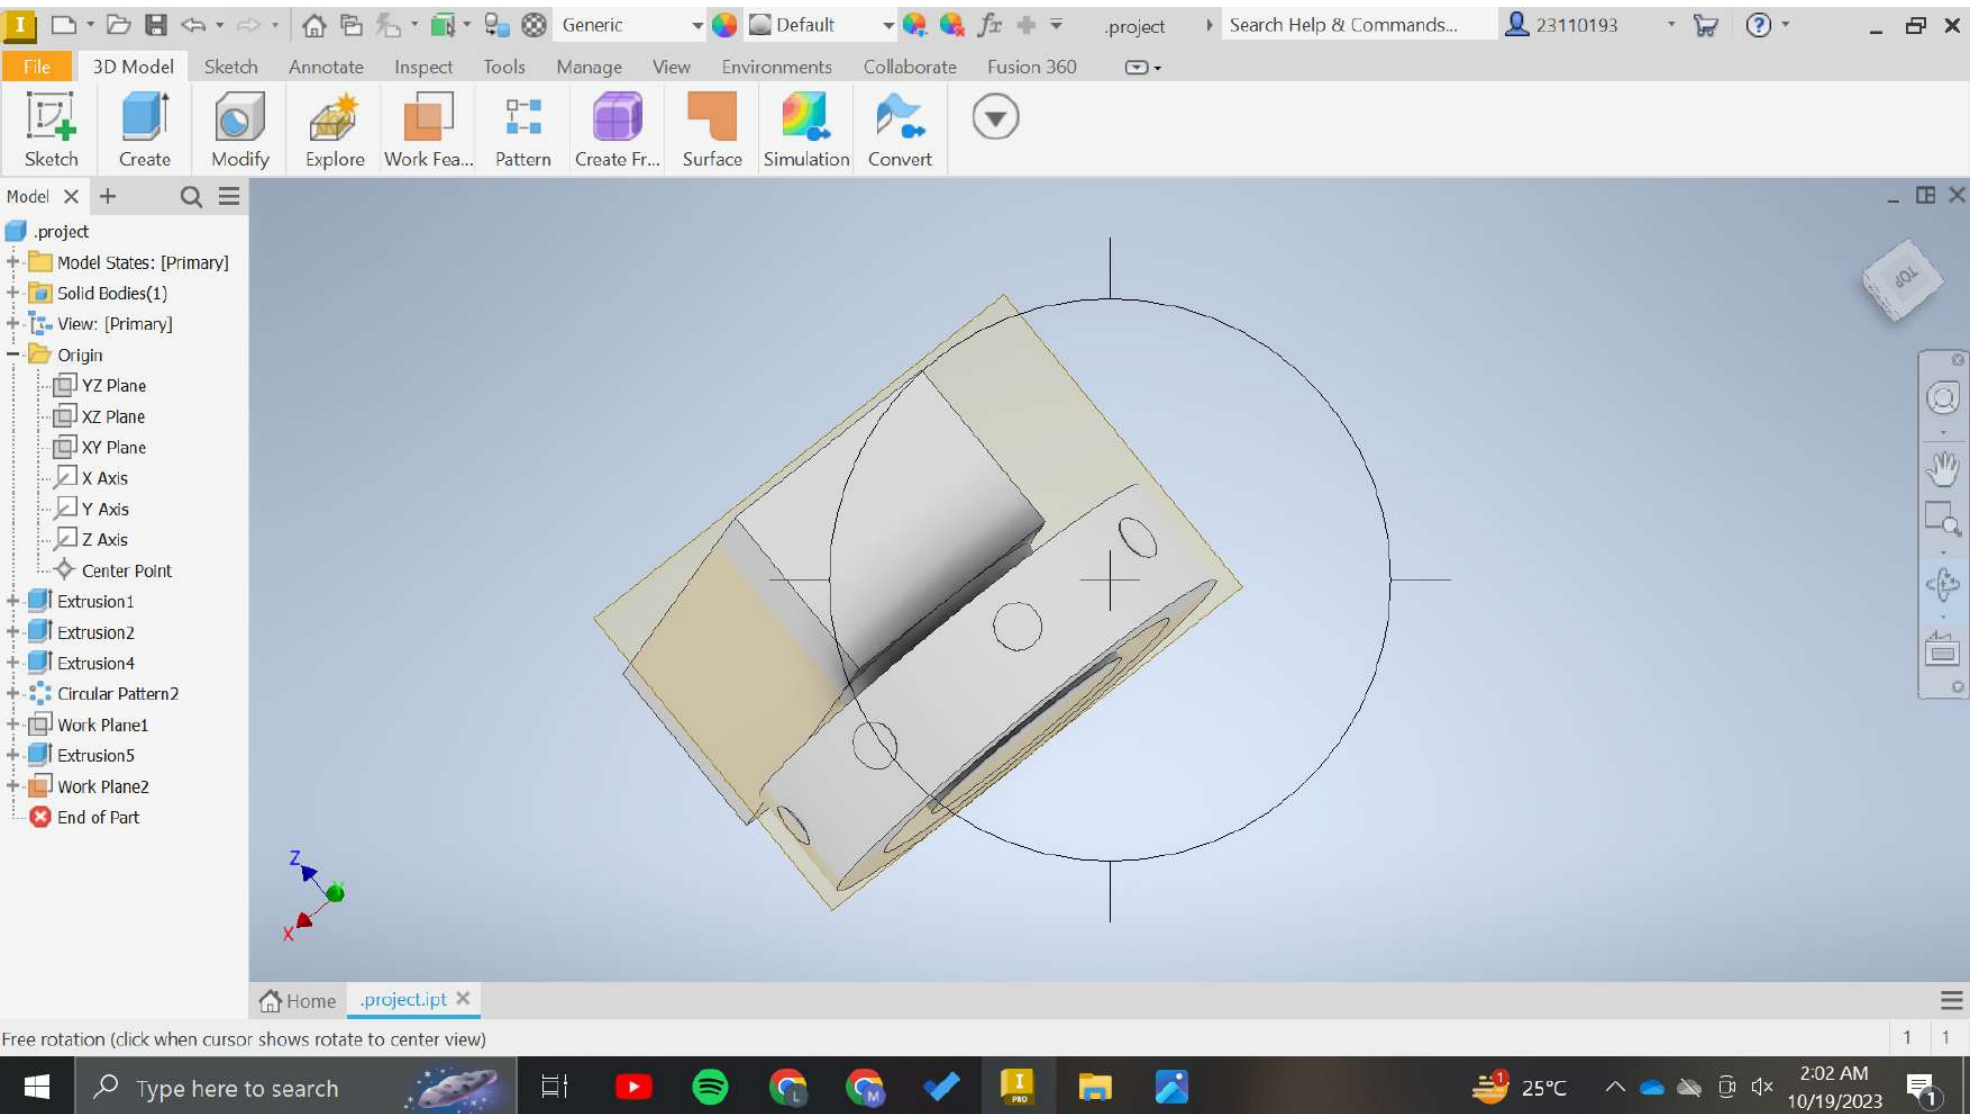 I Generic Default fx .project Search Help & Commands... 23110193 ?
File 3D Model Sketch Annotate Inspect Tools Manage View Environments Collaborate Fusion 360
Sketch Create Modify Explore Work Fea... Pattern Create Fr... Surface Simulation Convert
Model
.project
Model States: [Primary]
Solid Bodies(1)
View: [Primary]
Origin
YZ Plane
XZ Plane
XY Plane
X Axis
Y Axis
Z Axis
Center Point
Extrusion1
Extrusion2
Extrusion4
Circular Pattern2
Work Plane1
Extrusion5
Work Plane2
End of Part
TOP
Z
X
Home .project.ipt
Free rotation (click when cursor shows rotate to center view) 1 1
Type here to search L M I PRO 1 25°C 2:02 AM
10/19/2023 1